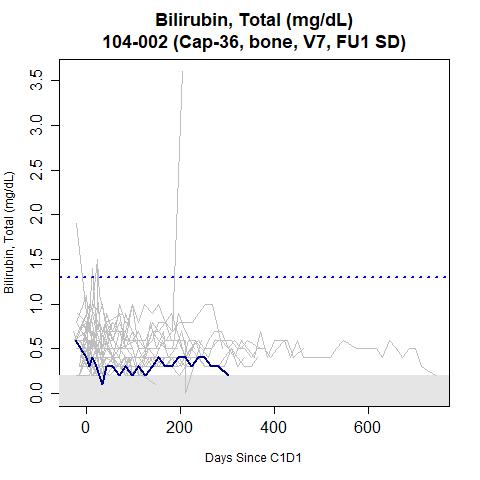 Bilirubin, Total (mg/dL)
104-002 (Cap-36, bone, V7, FU1 SD)
Bilirubin, Total (mg/dL)
3.5
3.0
2.5
2.0
1.5
1.0
0.5
0.0
0 200 400 600
Days Since C1D1